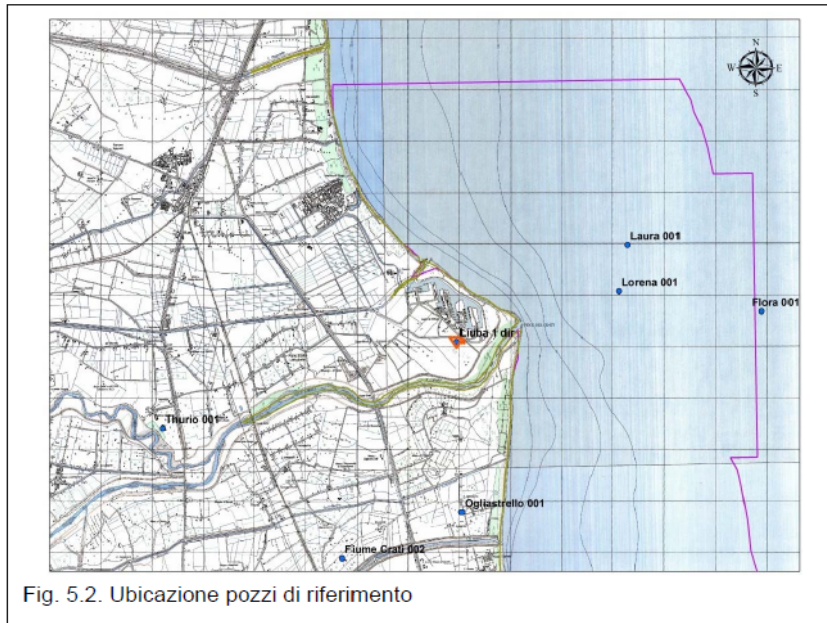 N
W E
S
Laura 001
Lorena 001
Flora 001
Liuba 1 dir
Thurio 001
Ogliastrello 001
Fiume Crati 002
Fig. 5.2. Ubicazione pozzi di riferimento